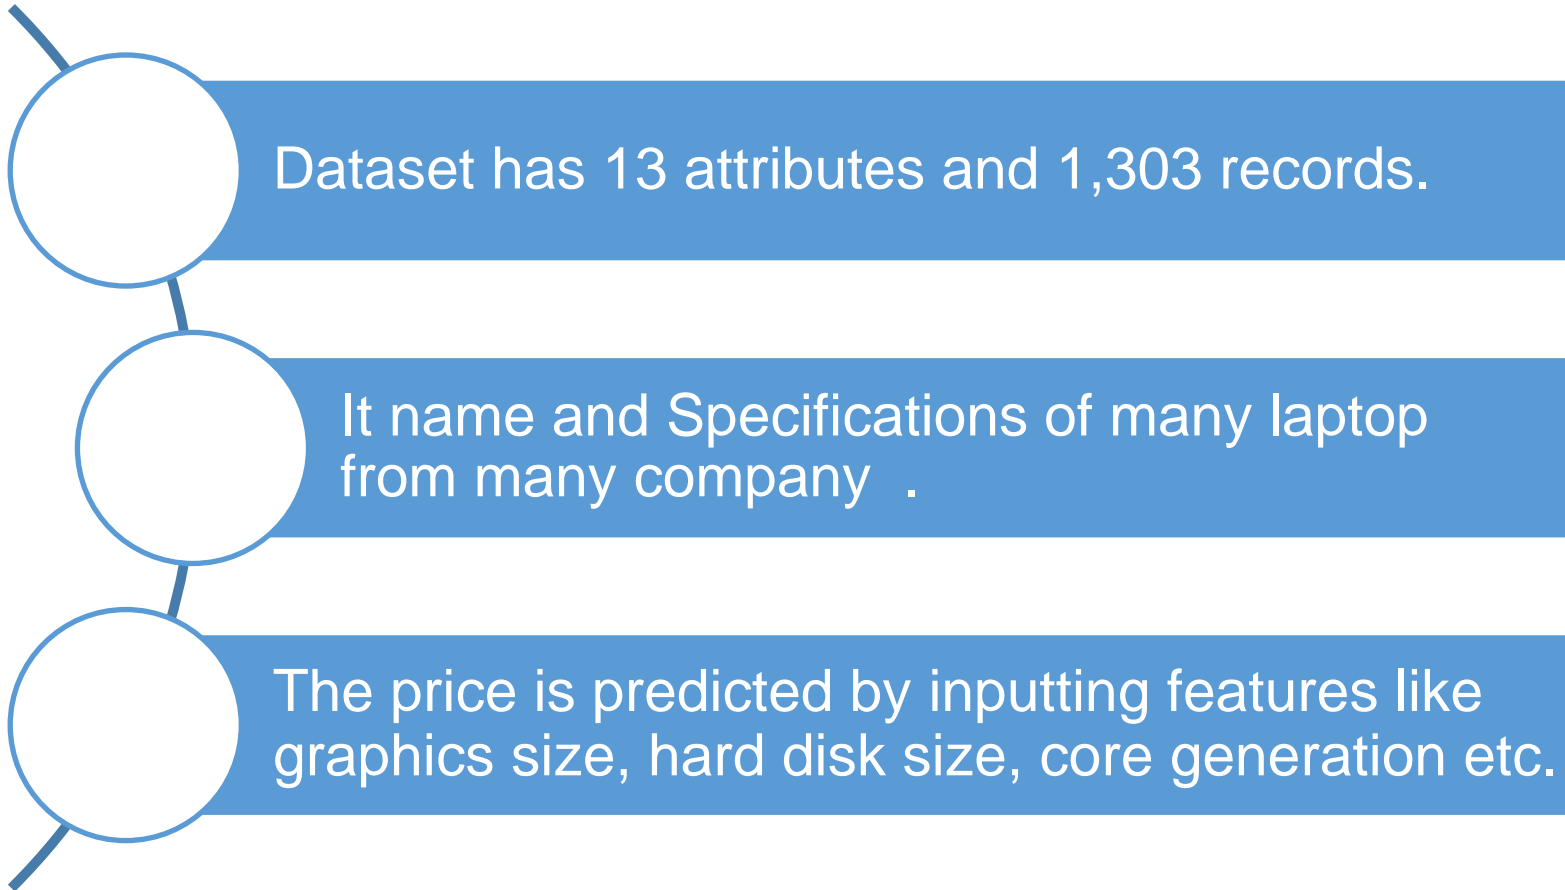 Dataset has 13 attributes and 1,303 records.
It name and Specifications of many laptop
from many company  .
The price is predicted by inputting features like
graphics size, hard disk size, core generation etc.